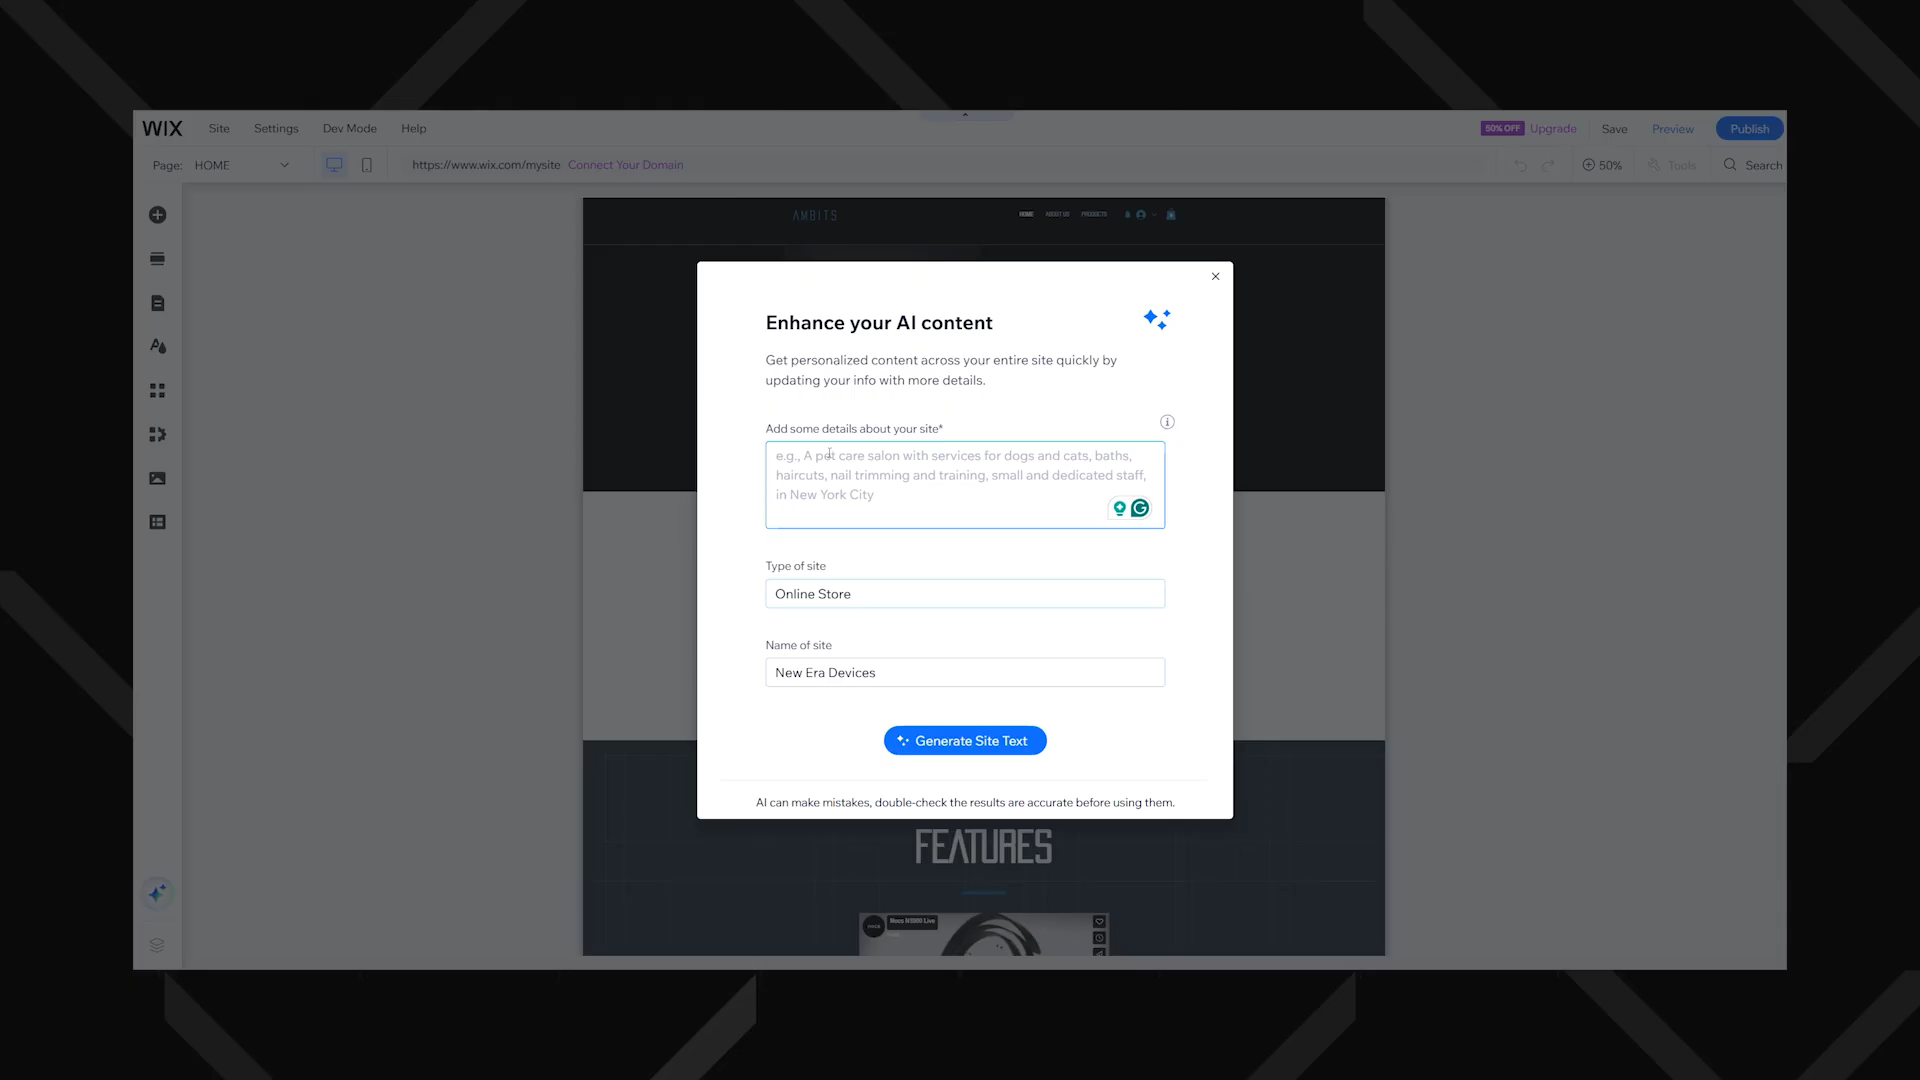 WIX Site Settings Dev Mode Help 50% OFF Upgrade Save Preview Publish
Page: HOME https://www.wix.com/mysite Connect Your Domain 50% Tools Search
AMBITS HOME ABOUT US PRODUCTS
Enhance your AI content
Get personalized content across your entire site quickly by
updating your info with more details.
Add some details about your site*
e.g., A pet care salon with services for dogs and cats, baths,
haircuts, nail trimming and training, small and dedicated staff,
in New York City
Type of site
Online Store
Name of site
New Era Devices
Generate Site Text
AI can make mistakes, double-check the results are accurate before using them.
FEATURES